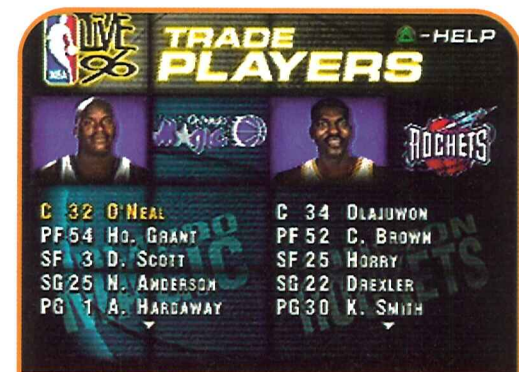 NBA LIVE 96
TRADE PLAYERS
-HELP
Orlando Magic
ROCKETS
C 32 O'NEAL
PF 54 HO. GRANT
SF 3 D. SCOTT
SG 25 N. ANDERSON
PG 1 A. HARDAWAY
C 34 OLAJUWON
PF 52 C. BROWN
SF 25 HORRY
SG 22 DREXLER
PG 30 K. SMITH